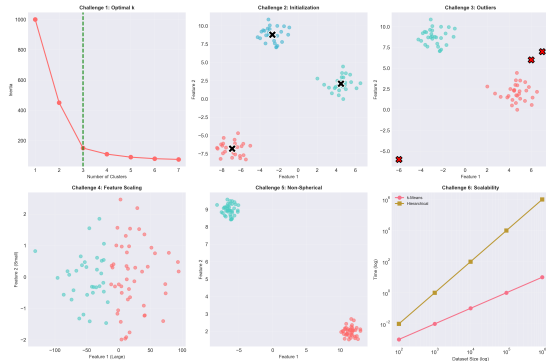 Challenge 1: Optimal k
Inertia
1000
800
600
400
200
1 2 3 4 5 6 7
Number of Clusters
Challenge 2: Initialization
Feature 2
10.0
7.5
5.0
2.5
0.0
−2.5
−5.0
−7.5
−8 −6 −4 −2 0 2 4 6
Feature 1
Challenge 3: Outliers
Feature 2
10.0
7.5
5.0
2.5
0.0
−2.5
−5.0
−6 −4 −2 0 2 4 6
Feature 1
Challenge 4: Feature Scaling
Feature 2 (Small)
2
1
0
−1
−2
−100 −50 0 50 100
Feature 1 (Large)
Challenge 5: Non-Spherical
Feature 2
9
8
7
6
5
4
3
2
−5 0 5 10
Feature 1
Challenge 6: Scalability
k-Means
Hierarchical
Time (log)
Dataset Size (log)